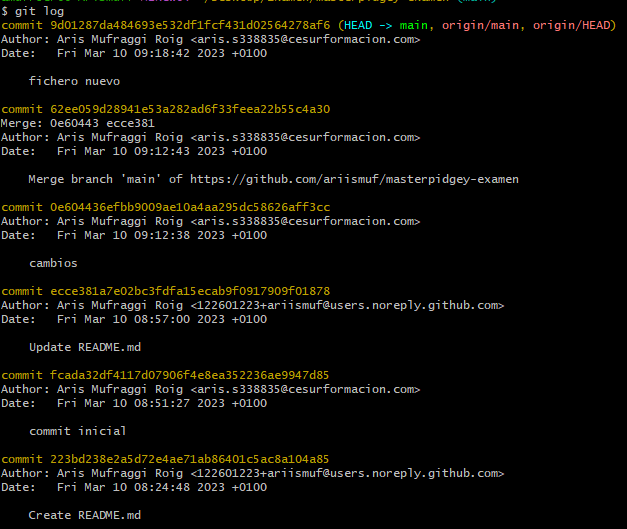 $ git log
commit 9d01287da484693e532df1fcf431d02564278af6 (HEAD -> main, origin/main, origin/HEAD)
Author: Aris Mufraggi Roig <aris.s338835@cesurformacion.com>
Date:   Fri Mar 10 09:18:42 2023 +0100
    fichero nuevo
commit 62ee059d28941e53a282ad6f33feea22b55c4a30
Merge: 0e60443 ecce381
Author: Aris Mufraggi Roig <aris.s338835@cesurformacion.com>
Date:   Fri Mar 10 09:12:43 2023 +0100
    Merge branch 'main' of https://github.com/ariismuf/masterpidgey-examen
commit 0e604436efbb9009ae10a4aa295dc58626aff3cc
Author: Aris Mufraggi Roig <aris.s338835@cesurformacion.com>
Date:   Fri Mar 10 09:12:38 2023 +0100
    cambios
commit ecce381a7e02bc3fdfa15ecab9f0917909f01878
Author: Aris Mufraggi Roig <122601223+ariismuf@users.noreply.github.com>
Date:   Fri Mar 10 08:57:00 2023 +0100
    Update README.md
commit fcada32df4117d07906f4e8ea352236ae9947d85
Author: Aris Mufraggi Roig <aris.s338835@cesurformacion.com>
Date:   Fri Mar 10 08:51:27 2023 +0100
    commit inicial
commit 223bd238e2a5d72e4ae71ab86401c5ac8a104a85
Author: Aris Mufraggi Roig <122601223+ariismuf@users.noreply.github.com>
Date:   Fri Mar 10 08:24:48 2023 +0100
    Create README.md